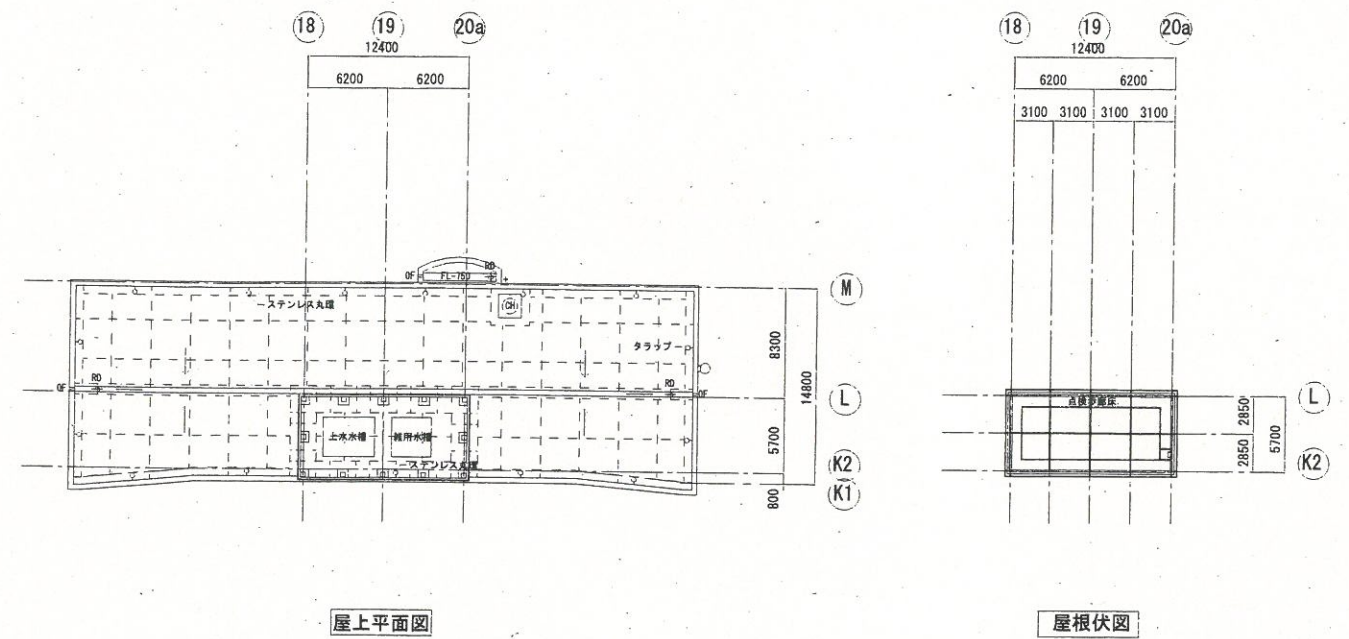 18 19 20a
12400
6200 6200
OF FL-750 RD
M
ステンレス丸環
CH
タラップ
8300
14800
OF RD RD OF
L
上水水槽 雑用水槽
5700
ステンレス丸環
K2
K1
800
屋上平面図
18 19 20a
12400
6200 6200
3100 3100 3100 3100
点検歩廊床
L
2850
2850
5700
K2
屋根伏図